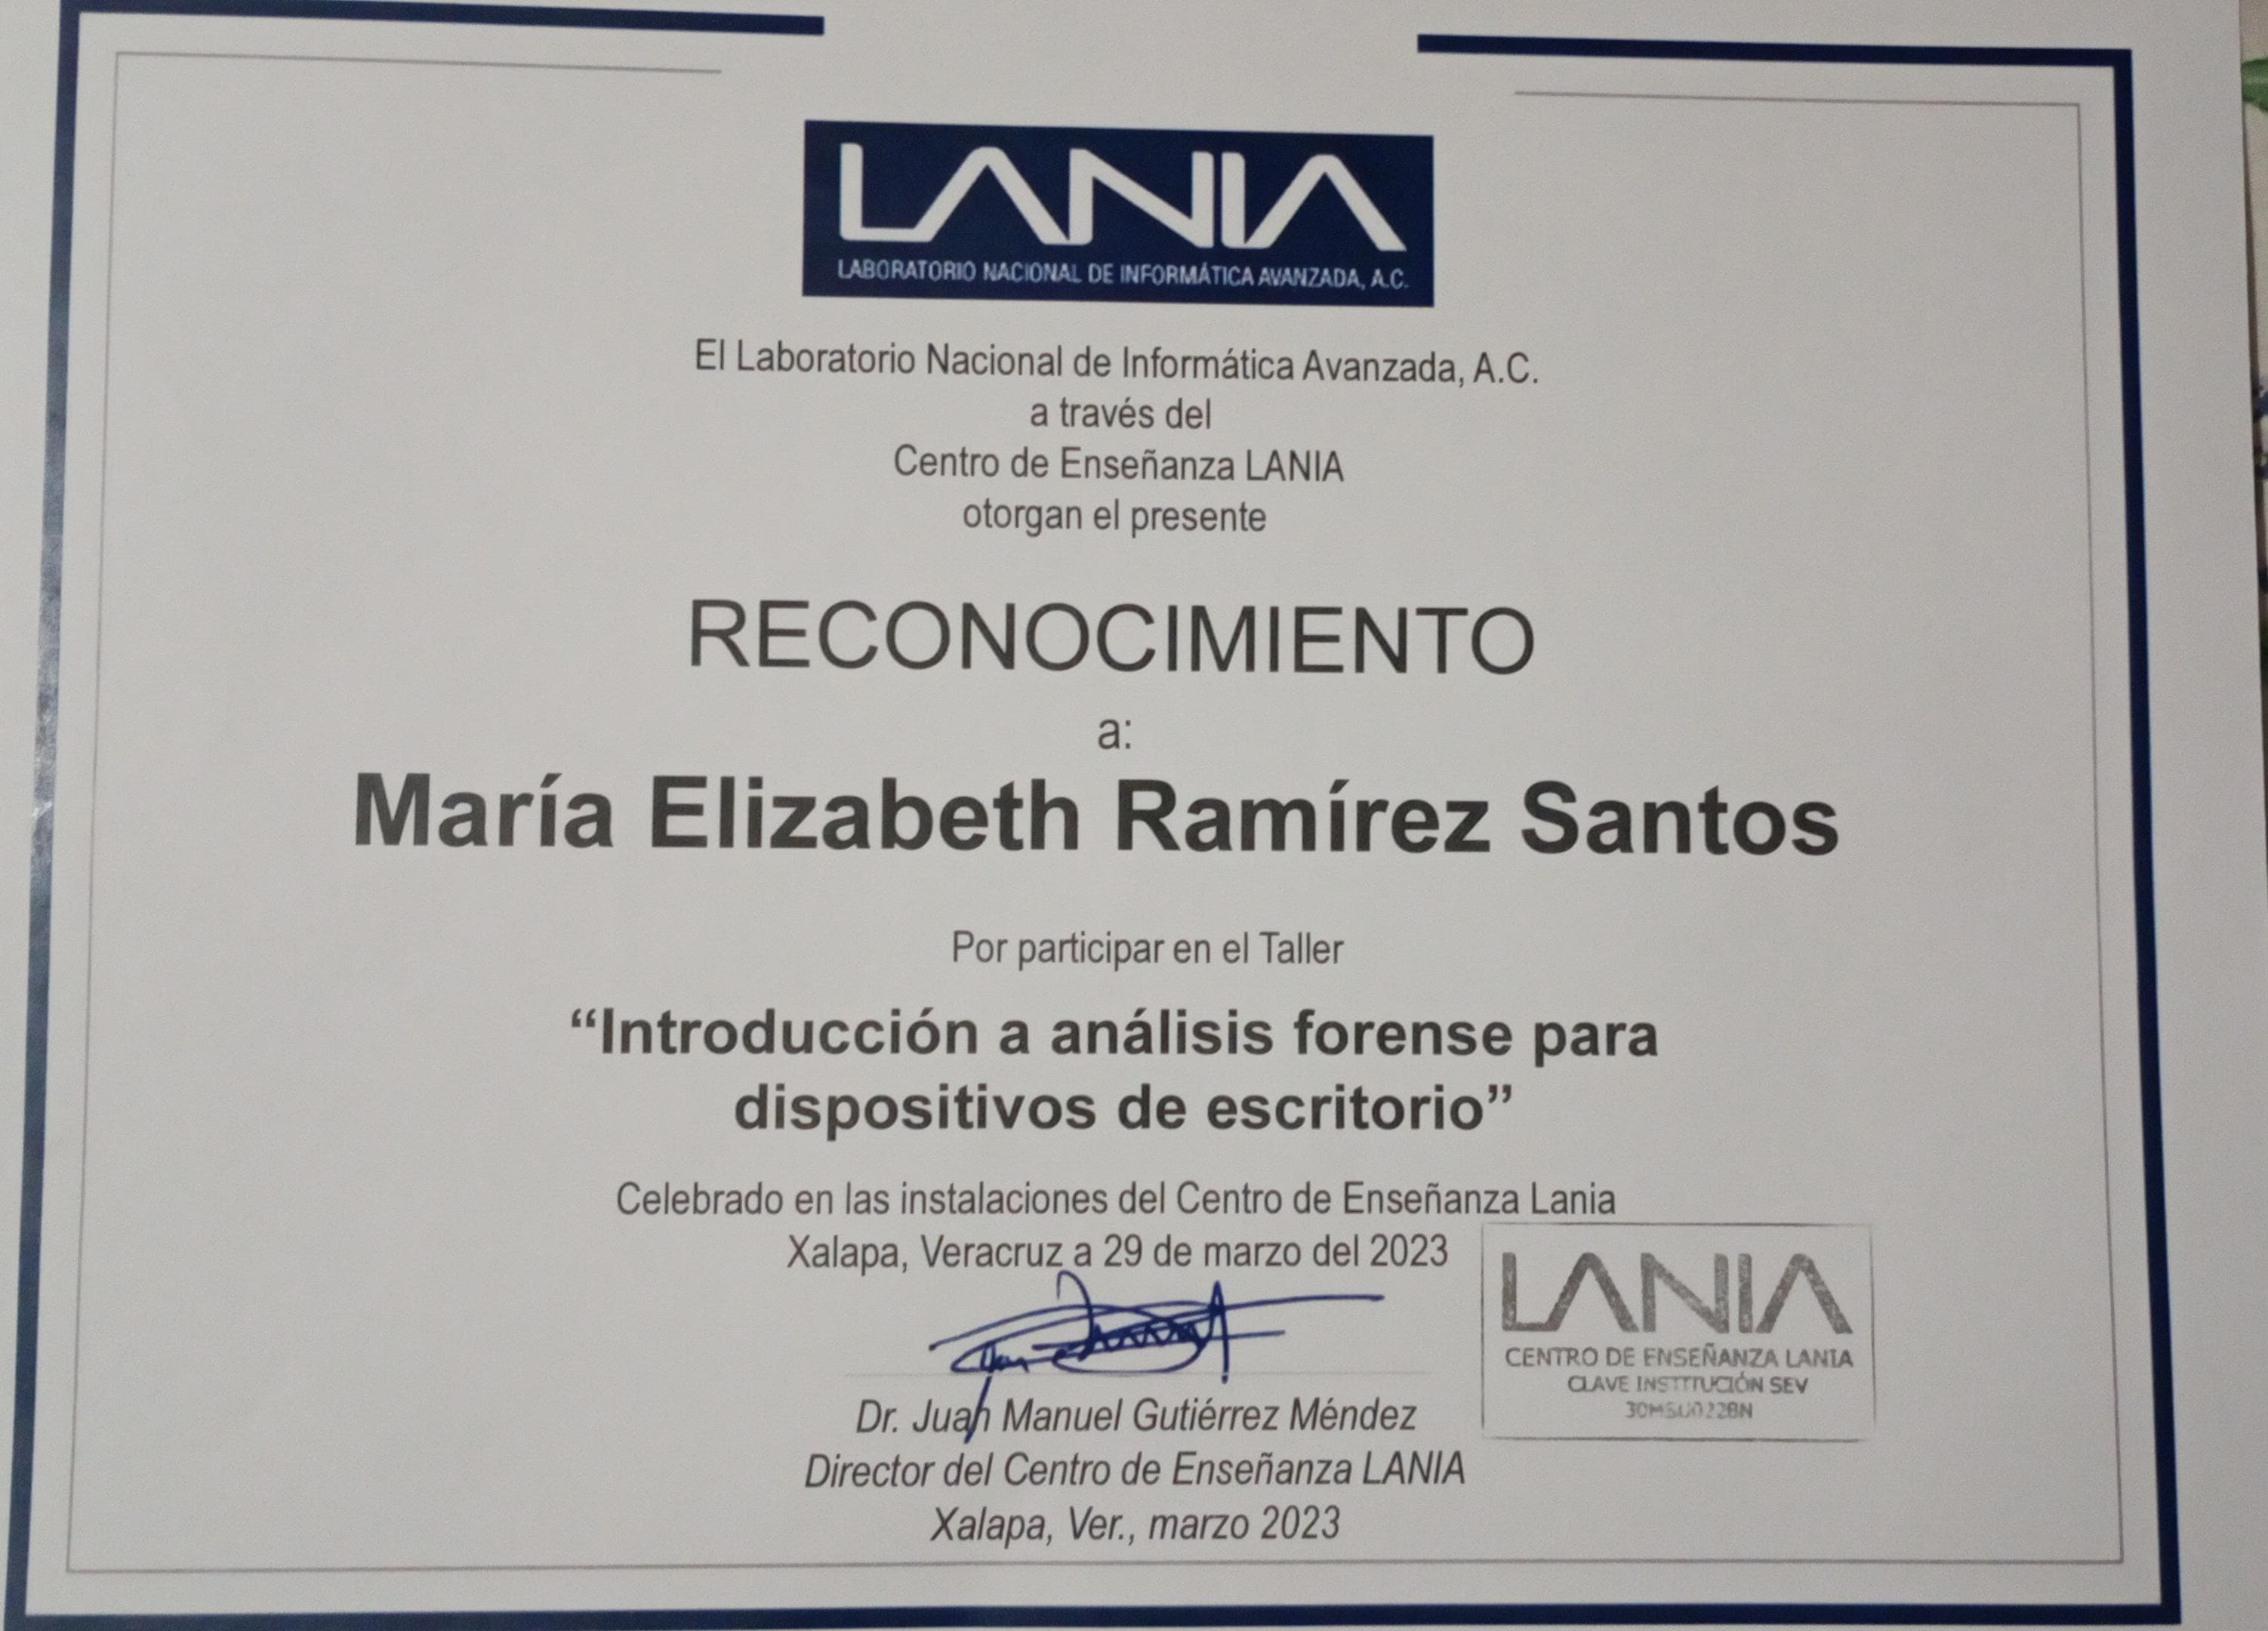 LANIA
LABORATORIO NACIONAL DE INFORMÁTICA AVANZADA, A.C.
El Laboratorio Nacional de Informática Avanzada, A.C.
a través del
Centro de Enseñanza LANIA
otorgan el presente
RECONOCIMIENTO
a:
María Elizabeth Ramírez Santos
Por participar en el Taller
“Introducción a análisis forense para
dispositivos de escritorio”
Celebrado en las instalaciones del Centro de Enseñanza Lania
Xalapa, Veracruz a 29 de marzo del 2023
Dr. Juan Manuel Gutiérrez Méndez
Director del Centro de Enseñanza LANIA
Xalapa, Ver., marzo 2023
LANIA
CENTRO DE ENSEÑANZA LANIA
CLAVE INSTITUCIÓN SEV